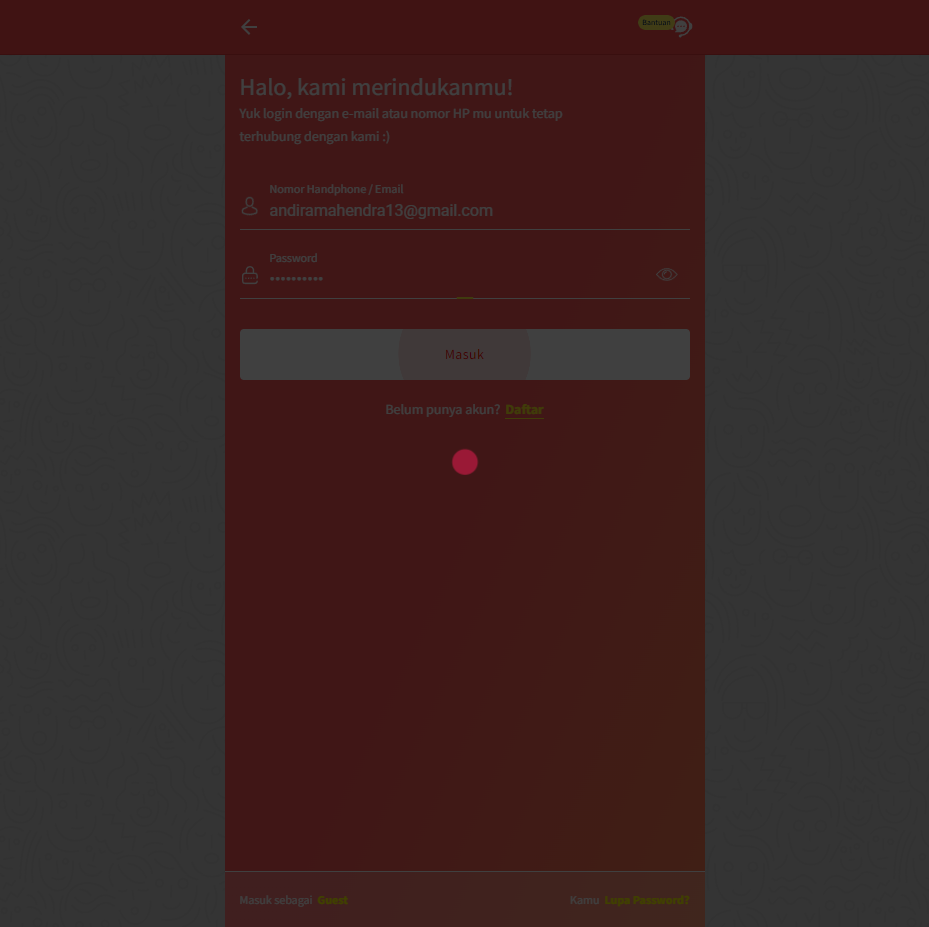 Bantuan
Halo, kami merindukanmu!
Yuk login dengan e-mail atau nomor HP mu untuk tetap
terhubung dengan kami :)
Nomor Handphone / Email
andiramahendra13@gmail.com
Password
••••••••••
Masuk
Belum punya akun? Daftar
Masuk sebagai Guest
Kamu Lupa Password?